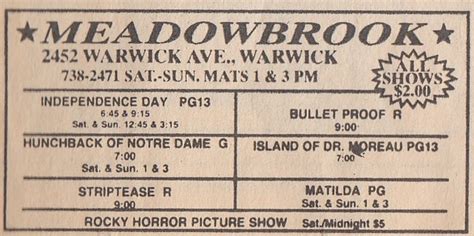 ★MEADOWBROOK★
2452 WARWICK AVE., WARWICK
738-2471 SAT.-SUN. MATS 1 & 3 PM
ALL
SHOWS
$2.00
INDEPENDENCE DAY PG13
6:45 & 9:15
Sat. & Sun. 12:45 & 3:15
BULLET PROOF R
9:00
HUNCHBACK OF NOTRE DAME G
7:00
Sat. & Sun. 1 & 3
ISLAND OF DR. MOREAU PG13
7:00
STRIPTEASE R
9:00
MATILDA PG
Sat. & Sun. 1 & 3
ROCKY HORROR PICTURE SHOW Sat./Midnight $5